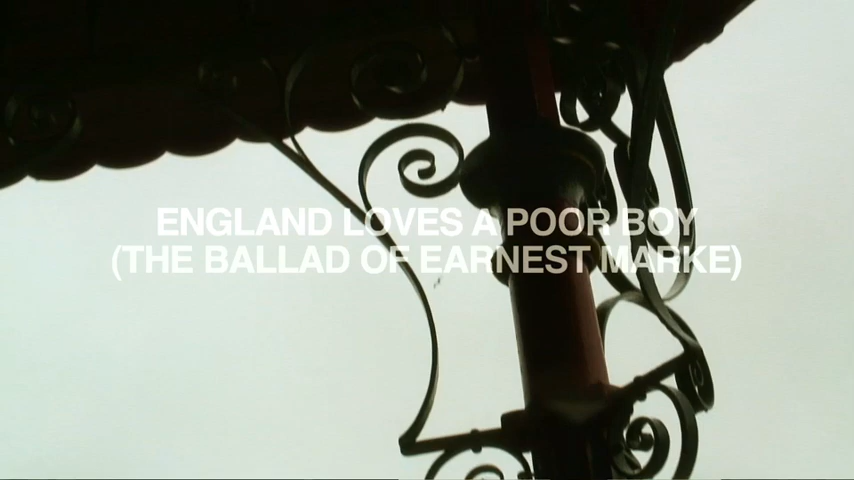 ENGLAND LOVES A POOR BOY
(THE BALLAD OF EARNEST MARKE)